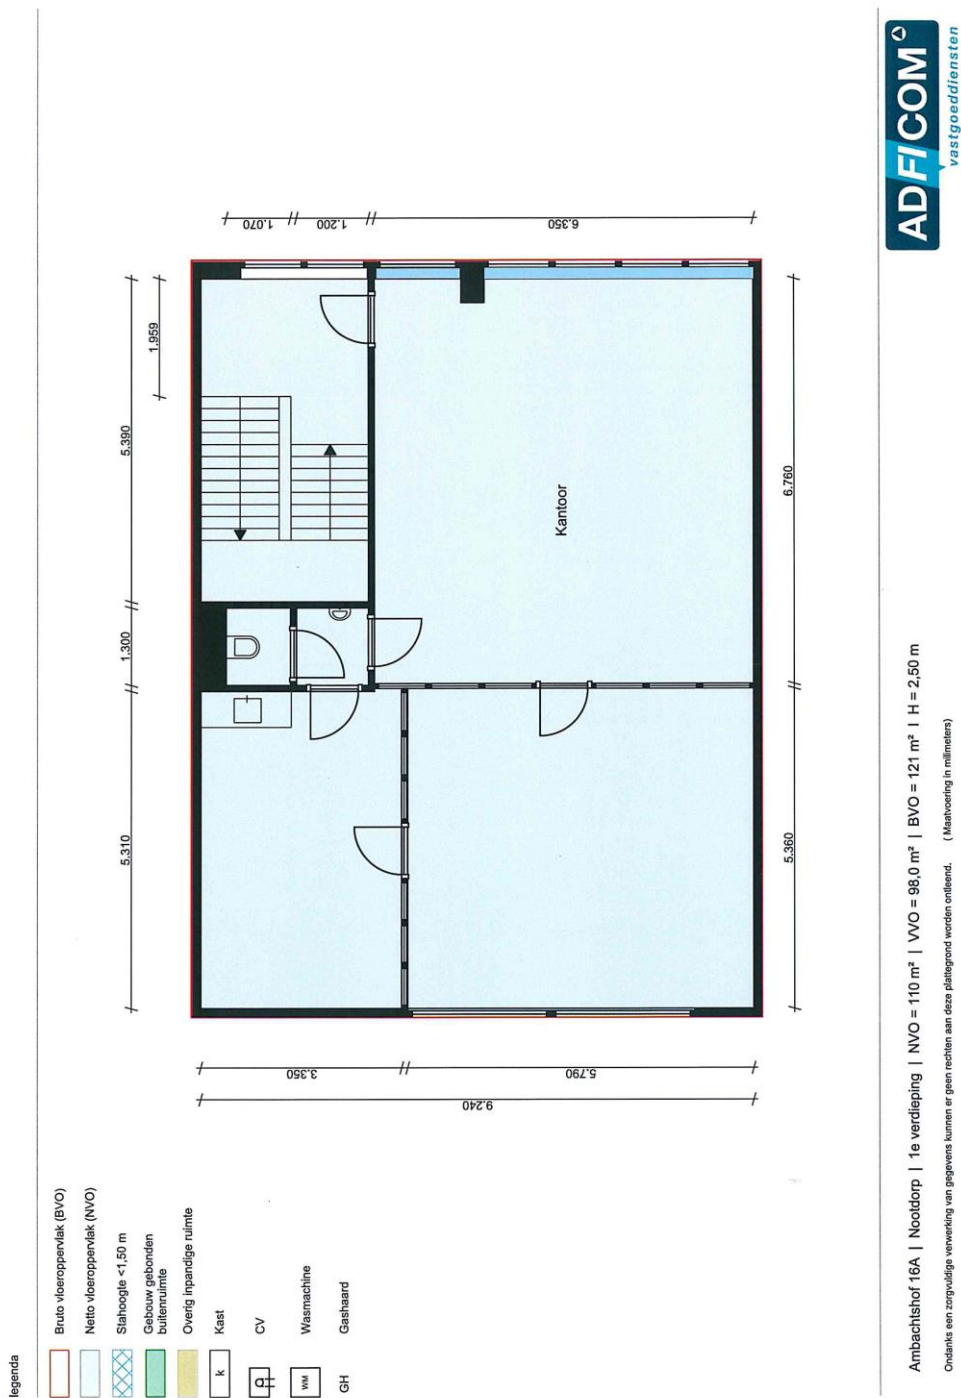 legenda
Bruto vloeroppervlak (BVO)
Netto vloeroppervlak (NVO)
Stahoogte <1,50 m
Gebouw gebonden
buitenruimte
Overig inpandige ruimte
k Kast
CV
WM Wasmachine
GH Gashaard
5.310
1.300
5.390
1.959
3.350
5.790
9.240
1.070
1.200
6.350
Kantoor
5.360
6.760
Ambachtshof 16A | Nootdorp | 1e verdieping | NVO = 110 m² | VVO = 98,0 m² | BVO = 121 m² I H = 2,50 m
Ondanks een zorgvuldige verwerking van gegevens kunnen er geen rechten aan deze plattegrond worden ontleend. ( Maatvoering in millimeters)
ADFICOM
vastgoeddiensten